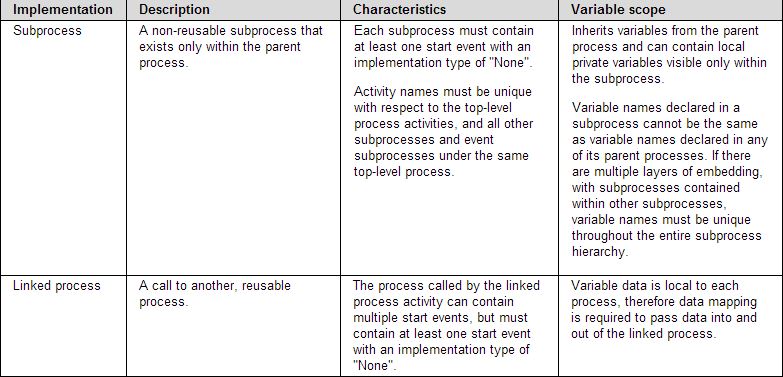 Implementation Description Characteristics Variable scope
Subprocess
A non-reusable subprocess that
exists only within the parent
process.
Each subprocess must contain
at least one start event with an
implementation type of "None".
Activity names must be unique
with respect to the top-level
process activities, and all other
subprocesses and event
subprocesses under the same
top-level process.
Inherits variables from the parent
process and can contain local
private variables visible only within
the subprocess.
Variable names declared in a
subprocess cannot be the same
as variable names declared in any
of its parent processes. If there
are multiple layers of embedding,
with subprocesses contained
within other subprocesses,
variable names must be unique
throughout the entire subprocess
hierarchy.
Linked process
A call to another, reusable
process.
The process called by the linked
process activity can contain
multiple start events, but must
contain at least one start event
with an implementation type of
"None".
Variable data is local to each
process, therefore data mapping
is required to pass data into and
out of the linked process.